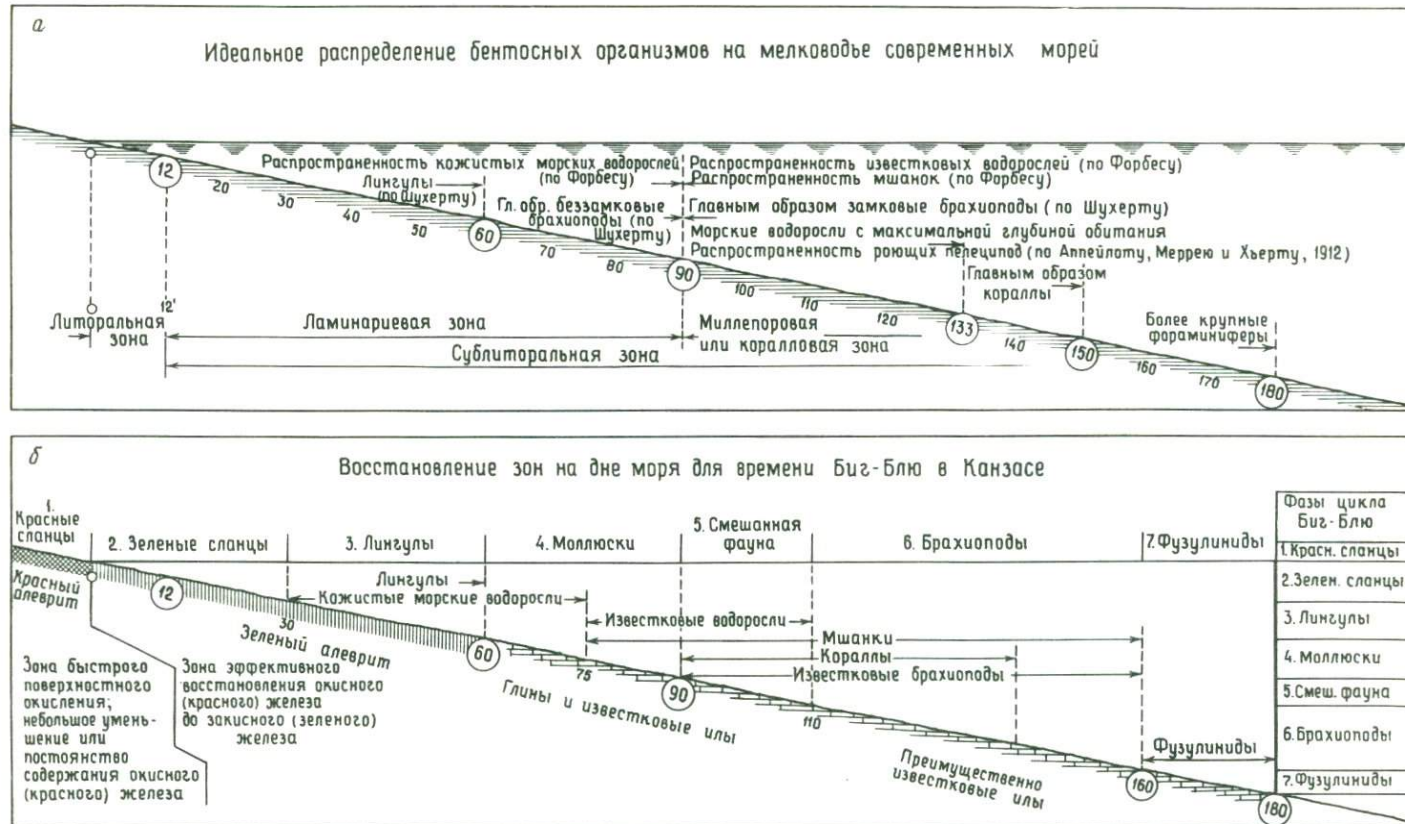 а
Идеальное распределение бентосных организмов на мелководье современных морей
Распространенность кожистых морских водорослей
(по Форбесу)
Распространенность известковых водорослей (по Форбесу)
Распространенность мшанок (по Форбесу)
Лингулы
(по Шухерту)
Гл. обр. беззамковые
брахиоподы (по
Шухерту)
Главным образом замковые брахиоподы (по Шухерту)
Морские водоросли с максимальной глубиной обитания
Распространенность роющих пелеципод (по Аппейлоту, Меррею и Хьерту, 1912)
Главным образом
кораллы
Более крупные
фораминиферы
12
20
30
40
50
60
70
80
90
100
110
120
133
140
150
160
170
180
12'
Литоральная
зона
Ламинариевая зона
Миллепоровая
или коралловая зона
Сублиторальная зона
б
Восстановление зон на дне моря для времени Биг-Блю в Канзасе
1.
Красные
сланцы
2. Зеленые сланцы
3. Лингулы
4. Моллюски
5. Смешанная
фауна
6. Брахиоподы
7. Фузулиниды
Фазы цикла
Биг-Блю
1. Красн. сланцы
2. Зелен. сланцы
3. Лингулы
4. Моллюски
5. Смеш. фауна
6. Брахиоподы
7. Фузулиниды
Красный
алеврит
12
30
Зеленый алеврит
Лингулы
Кожистые морские водоросли
60
Известковые водоросли
Мшанки
Кораллы
Известковые брахиоподы
75
90
110
Глины и известковые илы
Преимущественно
известковые илы
Фузулиниды
160
180
Зона быстрого
поверхностного
окисления;
небольшое умень-
шение или
постоянство
содержания окисного
(красного) железа
Зона эффективного
восстановления окисного
(красного) железа
до закисного (зеленого)
железа